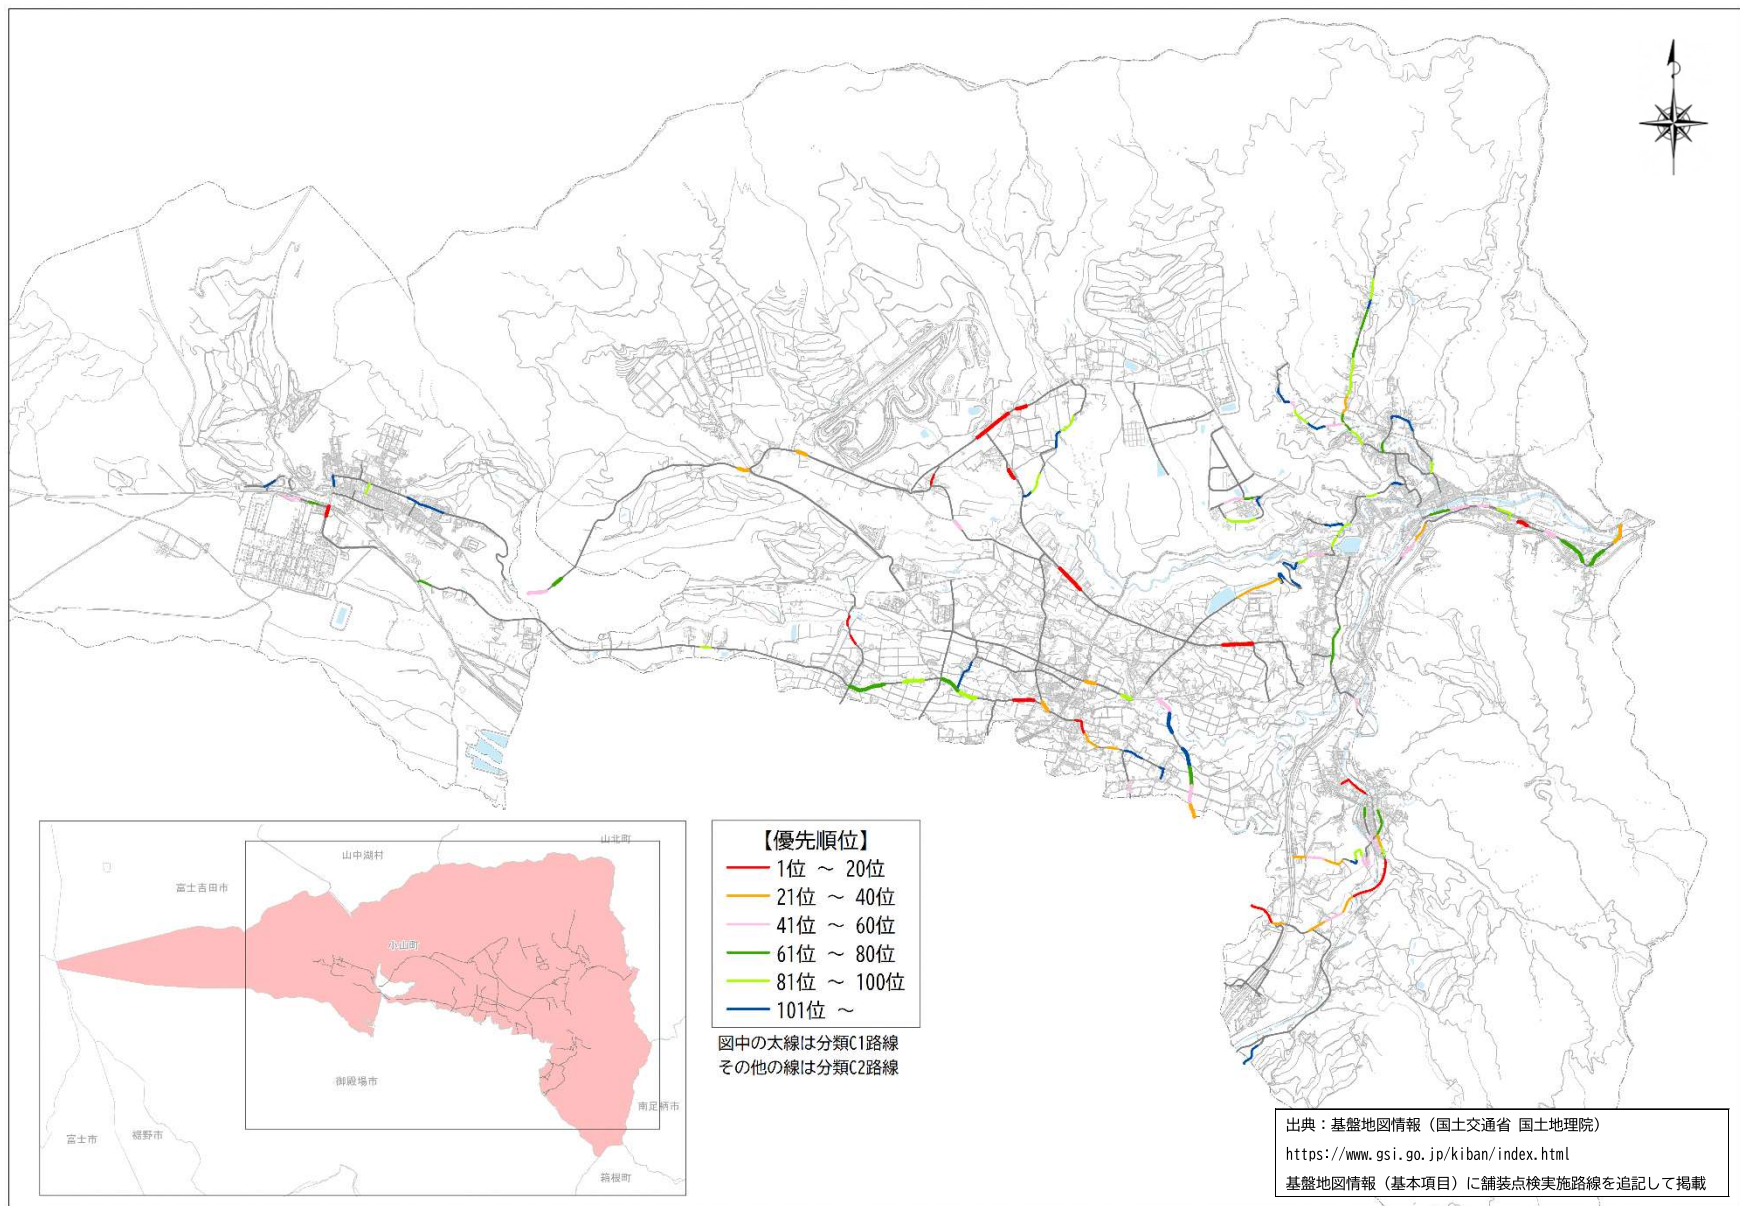 山北町
山中湖村
富士吉田市
小山町
御殿場市
南足柄市
富士市
裾野市
箱根町
【優先順位】
1位 ～ 20位
21位 ～ 40位
41位 ～ 60位
61位 ～ 80位
81位 ～ 100位
101位 ～
図中の太線は分類C1路線
その他の線は分類C2路線
出典：基盤地図情報（国土交通省 国土地理院）
https://www.gsi.go.jp/kiban/index.html
基盤地図情報（基本項目）に舗装点検実施路線を追記して掲載